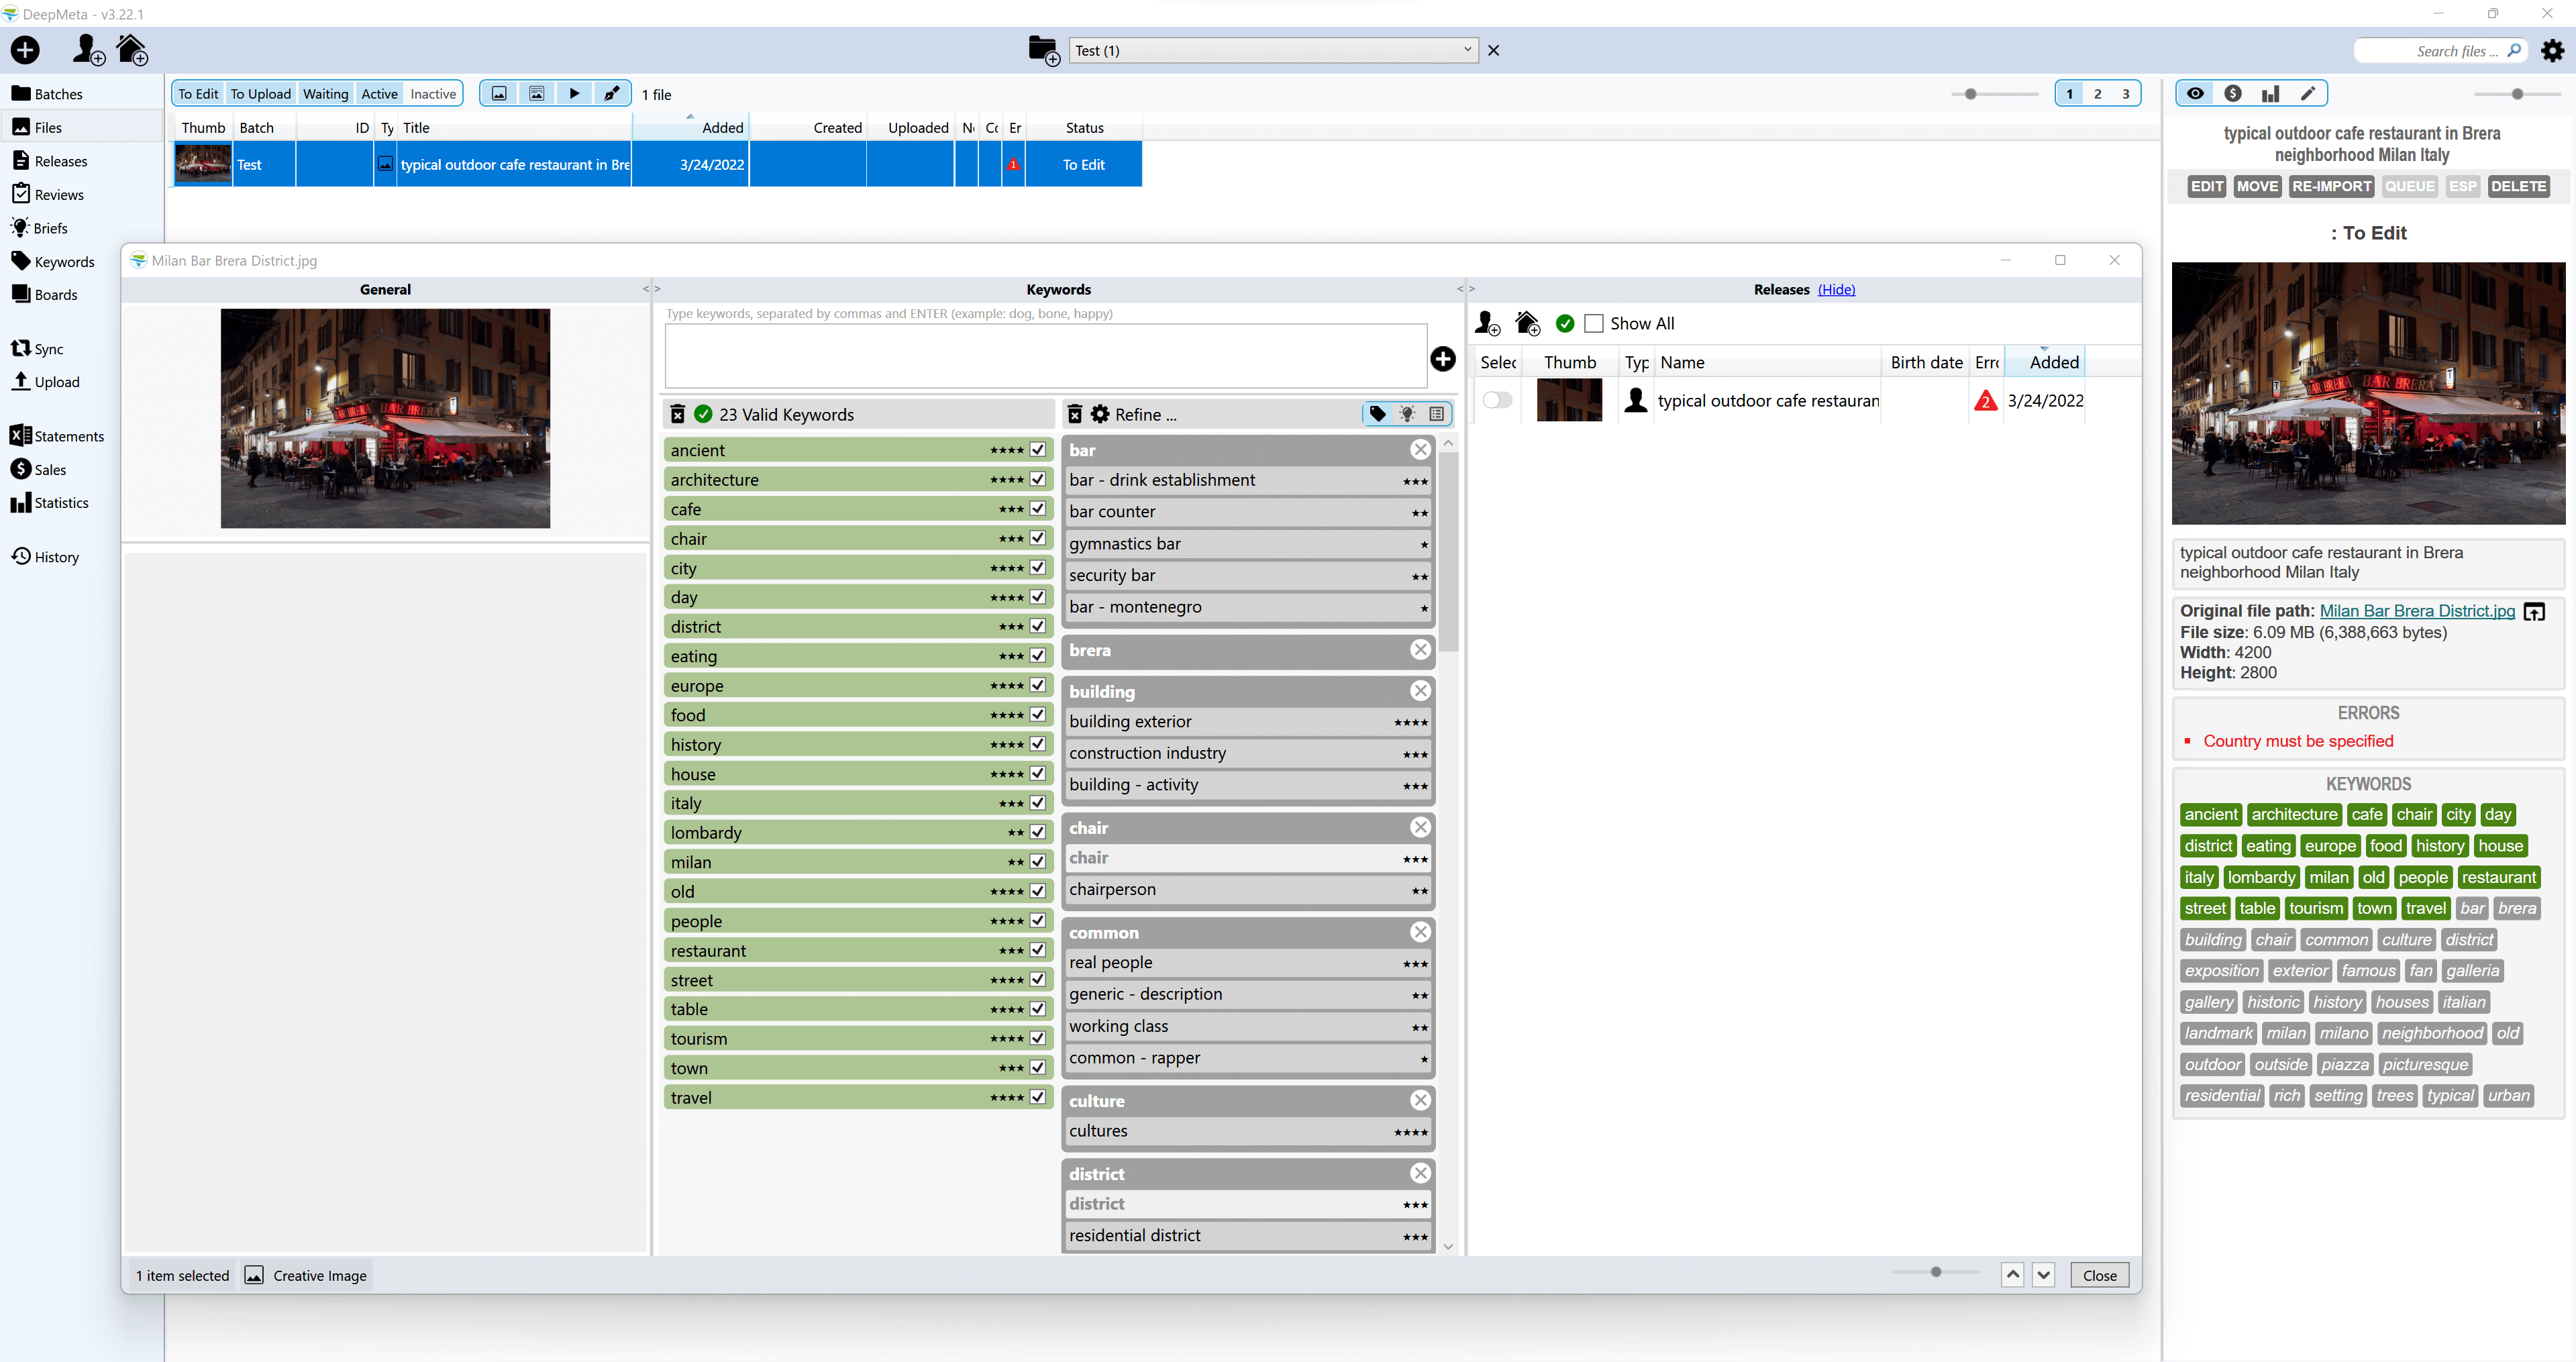 DeepMeta - v3.22.1
Test (1)
Search files ...
Batches
Files
Releases
Reviews
Briefs
Keywords
Boards
Sync
Upload
Statements
Sales
Statistics
History
To Edit To Upload Waiting Active Inactive 1 file
1 2 3
Thumb Batch ID Ty Title Added Created Uploaded Er Status
Test typical outdoor cafe restaurant in Bre 3/24/2022 1 To Edit
Milan Bar Brera District.jpg
General
< >
Keywords
< >
Releases (Hide)
BAR BRERA BAR BRERA
Type keywords, separated by commas and ENTER (example: dog, bone, happy)
23 Valid Keywords
ancient ★★★★
architecture ★★★★
cafe ★★★
chair ★★★
city ★★★★
day ★★★★
district ★★★
eating ★★★
europe ★★★★
food ★★★★
history ★★★★
house ★★★★
italy ★★★
lombardy ★★
milan ★★
old ★★★★
people ★★★★
restaurant ★★★
street ★★★★
table ★★★★
tourism ★★★★
town ★★★
travel ★★★★
Refine ...
bar
bar - drink establishment ★★★
bar counter ★★
gymnastics bar ★
security bar ★★
bar - montenegro ★
brera
building
building exterior ★★★★
construction industry ★★★
building - activity ★★★
chair
chair ★★★
chairperson ★★
common
real people ★★★
generic - description ★★
working class ★★
common - rapper ★
culture
cultures ★★★★
district
district ★★★
residential district ★★★
Show All
Selec Thumb Typ Name Birth date Erro Added
typical outdoor cafe restauran 2 3/24/2022
1 item selected Creative Image
Close
typical outdoor cafe restaurant in Brera
neighborhood Milan Italy
EDIT MOVE RE-IMPORT QUEUE ESP DELETE
: To Edit
BAR BRERA BAR BRERA
typical outdoor cafe restaurant in Brera
neighborhood Milan Italy
Original file path: Milan Bar Brera District.jpg
File size: 6.09 MB (6,388,663 bytes)
Width: 4200
Height: 2800
ERRORS
Country must be specified
KEYWORDS
ancient architecture cafe chair city day
district eating europe food history house
italy lombardy milan old people restaurant
street table tourism town travel bar brera
building chair common culture district
exposition exterior famous fan galleria
gallery historic history houses italian
landmark milan milano neighborhood old
outdoor outside piazza picturesque
residential rich setting trees typical urban